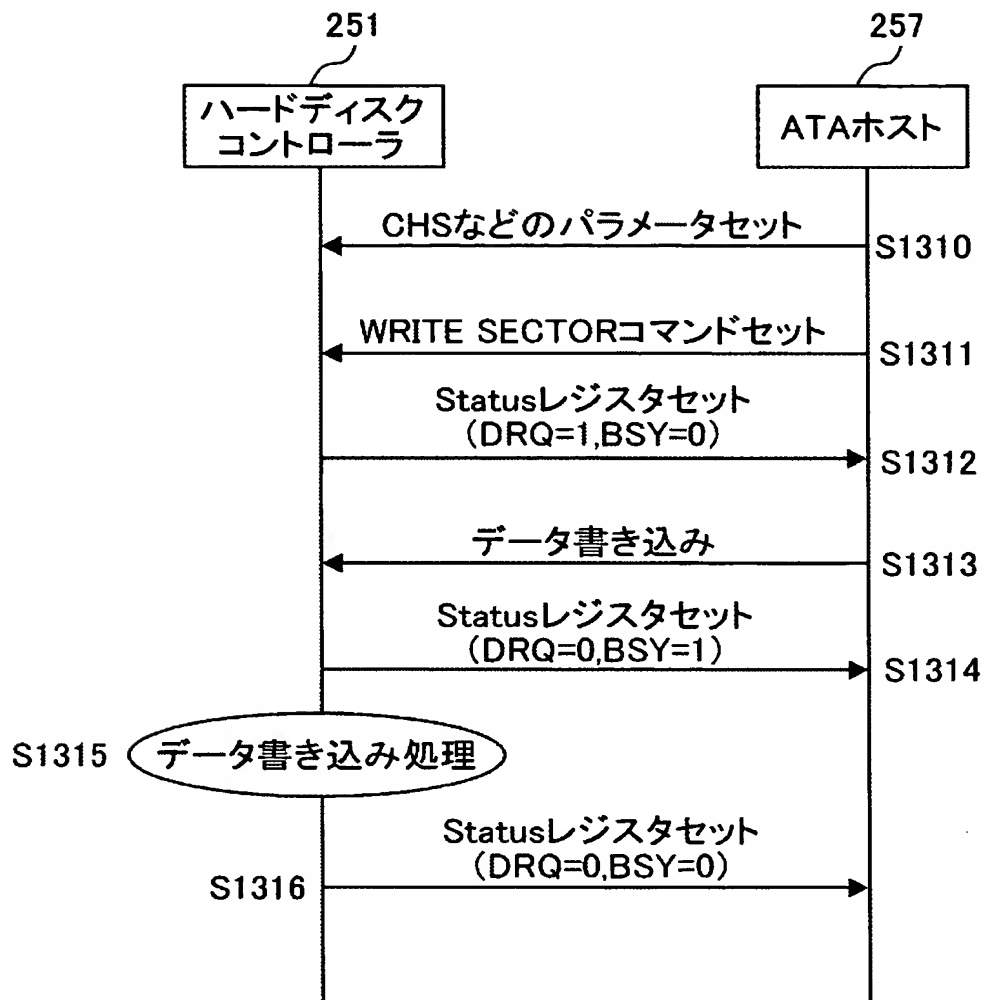 251
257
ハードディスク
コントローラ
ATAホスト
CHSなどのパラメータセット
S1310
WRITE SECTORコマンドセット
S1311
Statusレジスタセット
(DRQ=1,BSY=0)
S1312
データ書き込み
S1313
Statusレジスタセット
(DRQ=0,BSY=1)
S1314
S1315
データ書き込み処理
Statusレジスタセット
(DRQ=0,BSY=0)
S1316